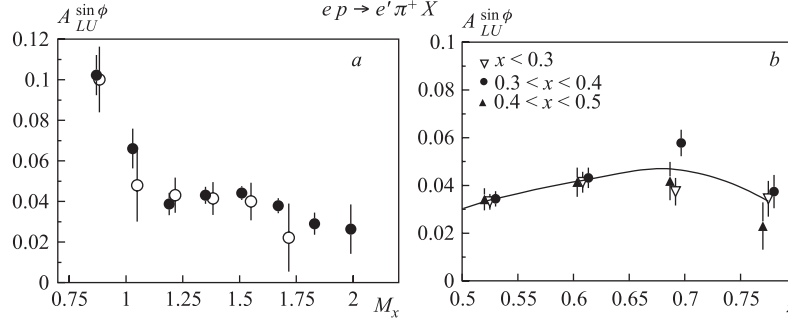 e p → e′ π⁺ X
A_{LU}^{sin ϕ}
a
0.12
0.1
0.08
0.06
0.04
0.02
0
0.75 1 1.25 1.5 1.75 2 M_x
A_{LU}^{sin ϕ}
b
▽ x < 0.3
● 0.3 < x < 0.4
▲ 0.4 < x < 0.5
0.1
0.08
0.06
0.04
0.02
0
0.5 0.55 0.6 0.65 0.7 0.75